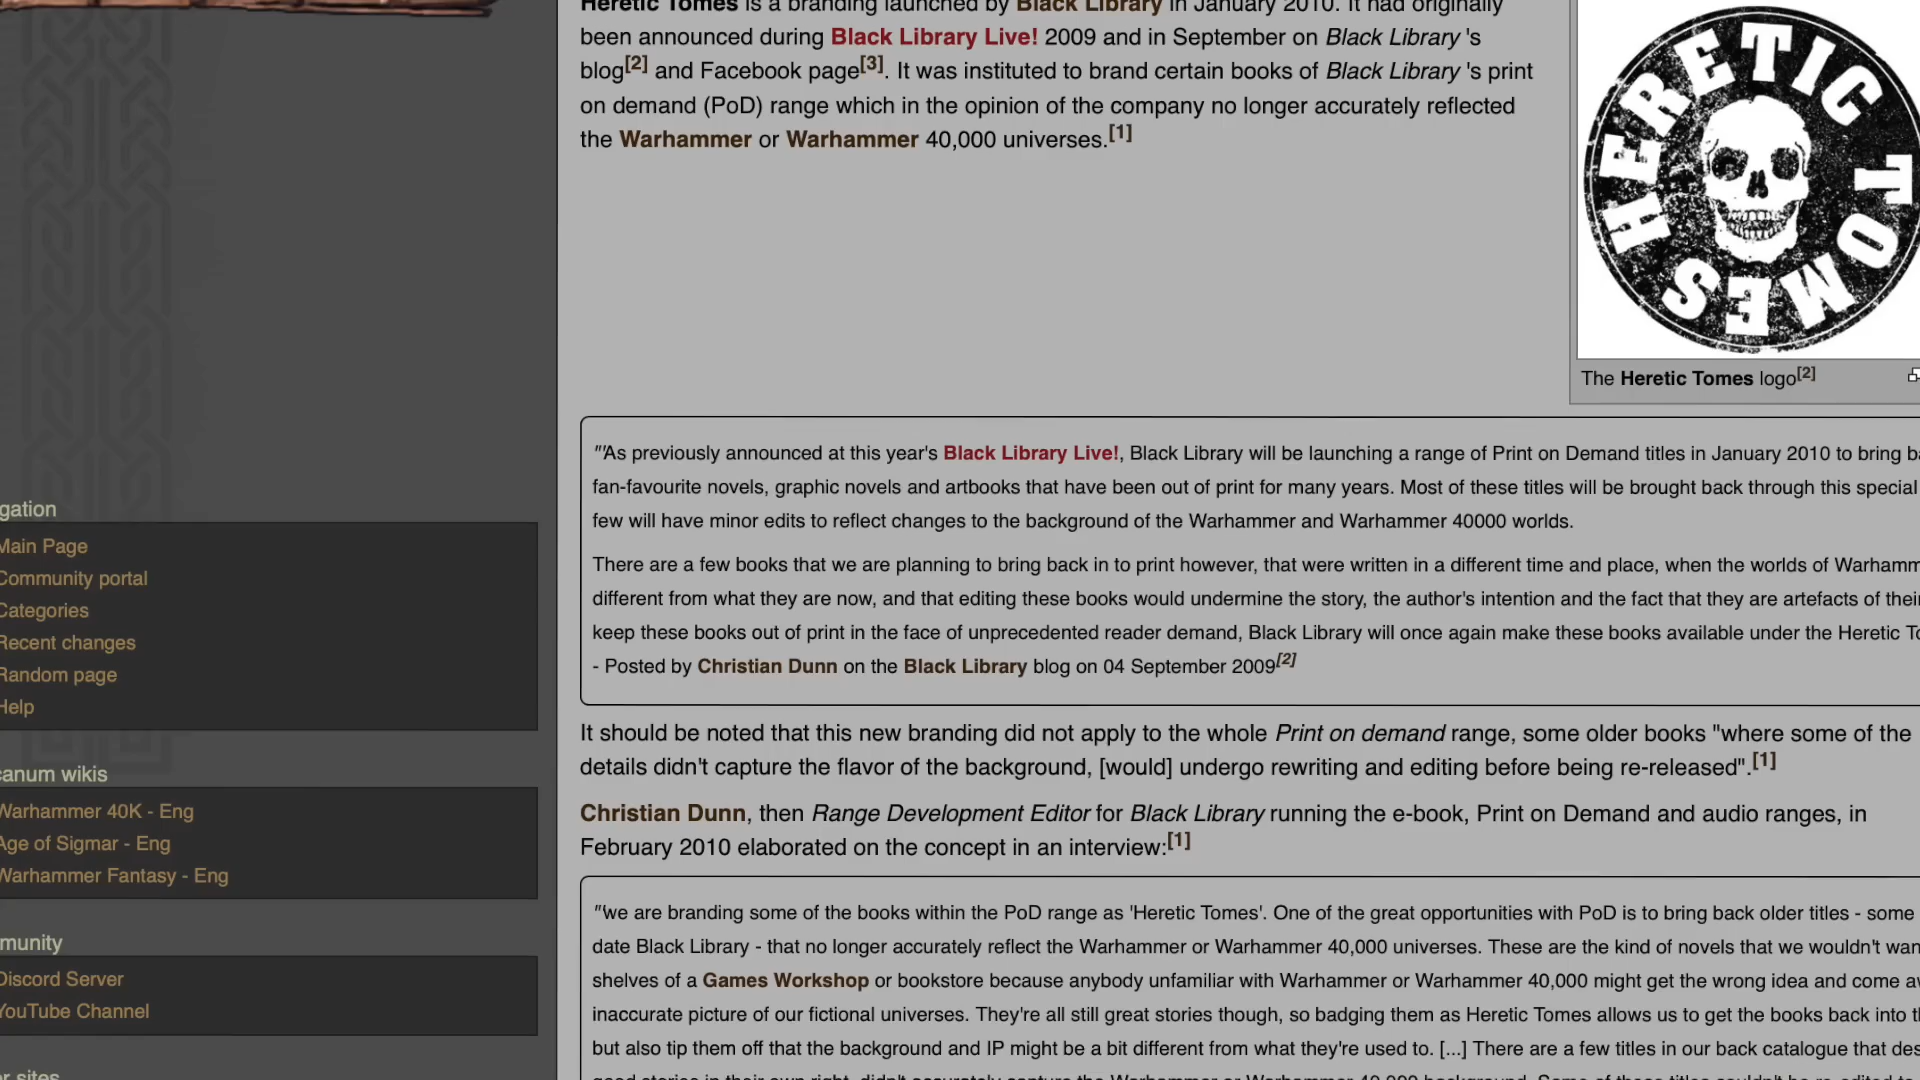 Heretic Tomes is a branding launched by Black Library in January 2010. It had originally
been announced during Black Library Live! 2009 and in September on Black Library 's
blog[2] and Facebook page[3]. It was instituted to brand certain books of Black Library 's print
on demand (PoD) range which in the opinion of the company no longer accurately reflected
the Warhammer or Warhammer 40,000 universes.[1]
HERETIC TOMES
The Heretic Tomes logo[2]
"'As previously announced at this year's Black Library Live!, Black Library will be launching a range of Print on Demand titles in January 2010 to bring ba
fan-favourite novels, graphic novels and artbooks that have been out of print for many years. Most of these titles will be brought back through this special
few will have minor edits to reflect changes to the background of the Warhammer and Warhammer 40000 worlds.
There are a few books that we are planning to bring back in to print however, that were written in a different time and place, when the worlds of Warhamm
different from what they are now, and that editing these books would undermine the story, the author's intention and the fact that they are artefacts of their
keep these books out of print in the face of unprecedented reader demand, Black Library will once again make these books available under the Heretic To
- Posted by Christian Dunn on the Black Library blog on 04 September 2009[2]
It should be noted that this new branding did not apply to the whole Print on demand range, some older books "where some of the
details didn't capture the flavor of the background, [would] undergo rewriting and editing before being re-released".[1]
Christian Dunn, then Range Development Editor for Black Library running the e-book, Print on Demand and audio ranges, in
February 2010 elaborated on the concept in an interview:[1]
"'we are branding some of the books within the PoD range as 'Heretic Tomes'. One of the great opportunities with PoD is to bring back older titles - some
date Black Library - that no longer accurately reflect the Warhammer or Warhammer 40,000 universes. These are the kind of novels that we wouldn't wan
shelves of a Games Workshop or bookstore because anybody unfamiliar with Warhammer or Warhammer 40,000 might get the wrong idea and come aw
inaccurate picture of our fictional universes. They're all still great stories though, so badging them as Heretic Tomes allows us to get the books back into th
but also tip them off that the background and IP might be a bit different from what they're used to. [...] There are a few titles in our back catalogue that des
gation
Main Page
Community portal
Categories
Recent changes
Random page
Help
canum wikis
Warhammer 40K - Eng
Age of Sigmar - Eng
Warhammer Fantasy - Eng
munity
Discord Server
YouTube Channel
r sites